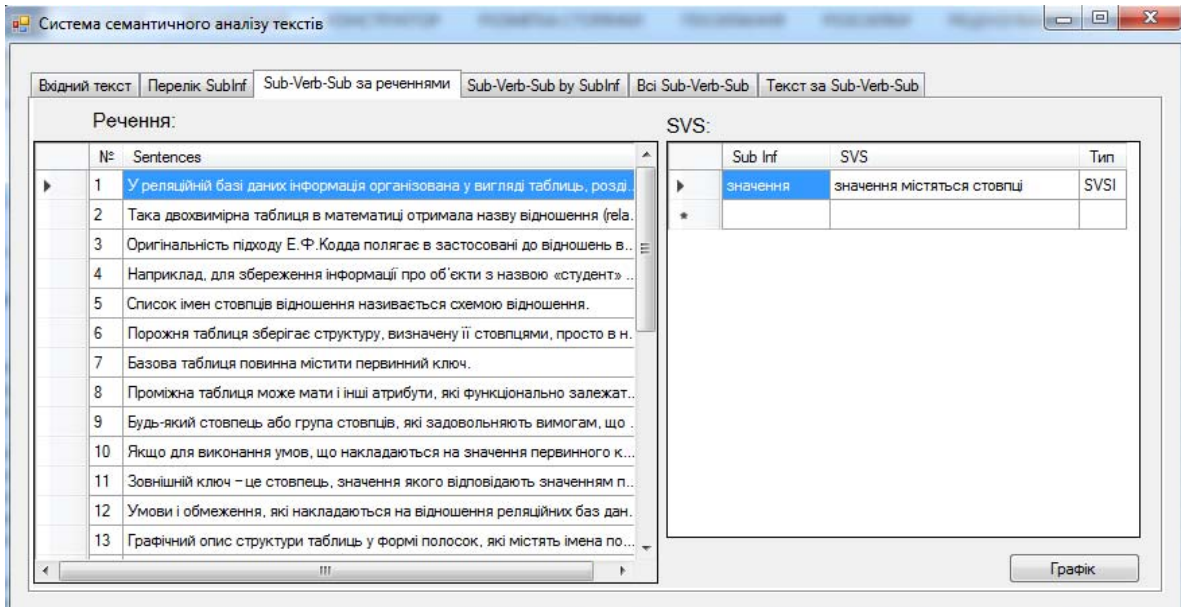 Система семантичного аналізу текстів
Вхідний текст Перелік SubInf Sub-Verb-Sub за реченнями Sub-Verb-Sub by SubInf Всі Sub-Verb-Sub Текст за Sub-Verb-Sub
Речення:
№ Sentences
1 У реляційній базі даних інформація організована у вигляді таблиць, розді...
2 Така двохвимірна таблиця в математиці отримала назву відношення (rela...
3 Оригінальність підходу Е.Ф.Кодда полягає в застосовані до відношень в...
4 Наприклад, для збереження інформації про об'єкти з назвою «студент» ...
5 Список імен стовпців відношення називається схемою відношення.
6 Порожня таблиця зберігає структуру, визначену її стовпцями, просто в н...
7 Базова таблиця повинна містити первинний ключ.
8 Проміжна таблиця може мати і інші атрибути, які функціонально залежат...
9 Будь-який стовпець або група стовпців, які задовольняють вимогам, що ...
10 Якщо для виконання умов, що накладаються на значення первинного к...
11 Зовнішній ключ – це стовпець, значення якого відповідають значенням п...
12 Умови і обмеження, які накладаються на відношення реляційних баз дан...
13 Графічний опис структури таблиць у формі полосок, які містять імена по...
SVS:
Sub Inf SVS Тип
значення значення містяться стовпці SVSI
Графік